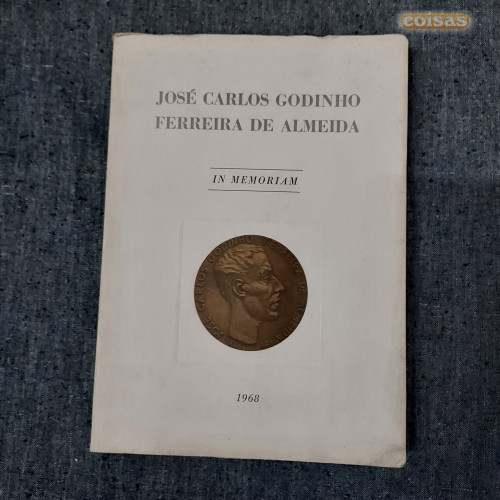 coisas
JOSÉ CARLOS GODINHO
FERREIRA DE ALMEIDA
IN MEMORIAM
1968